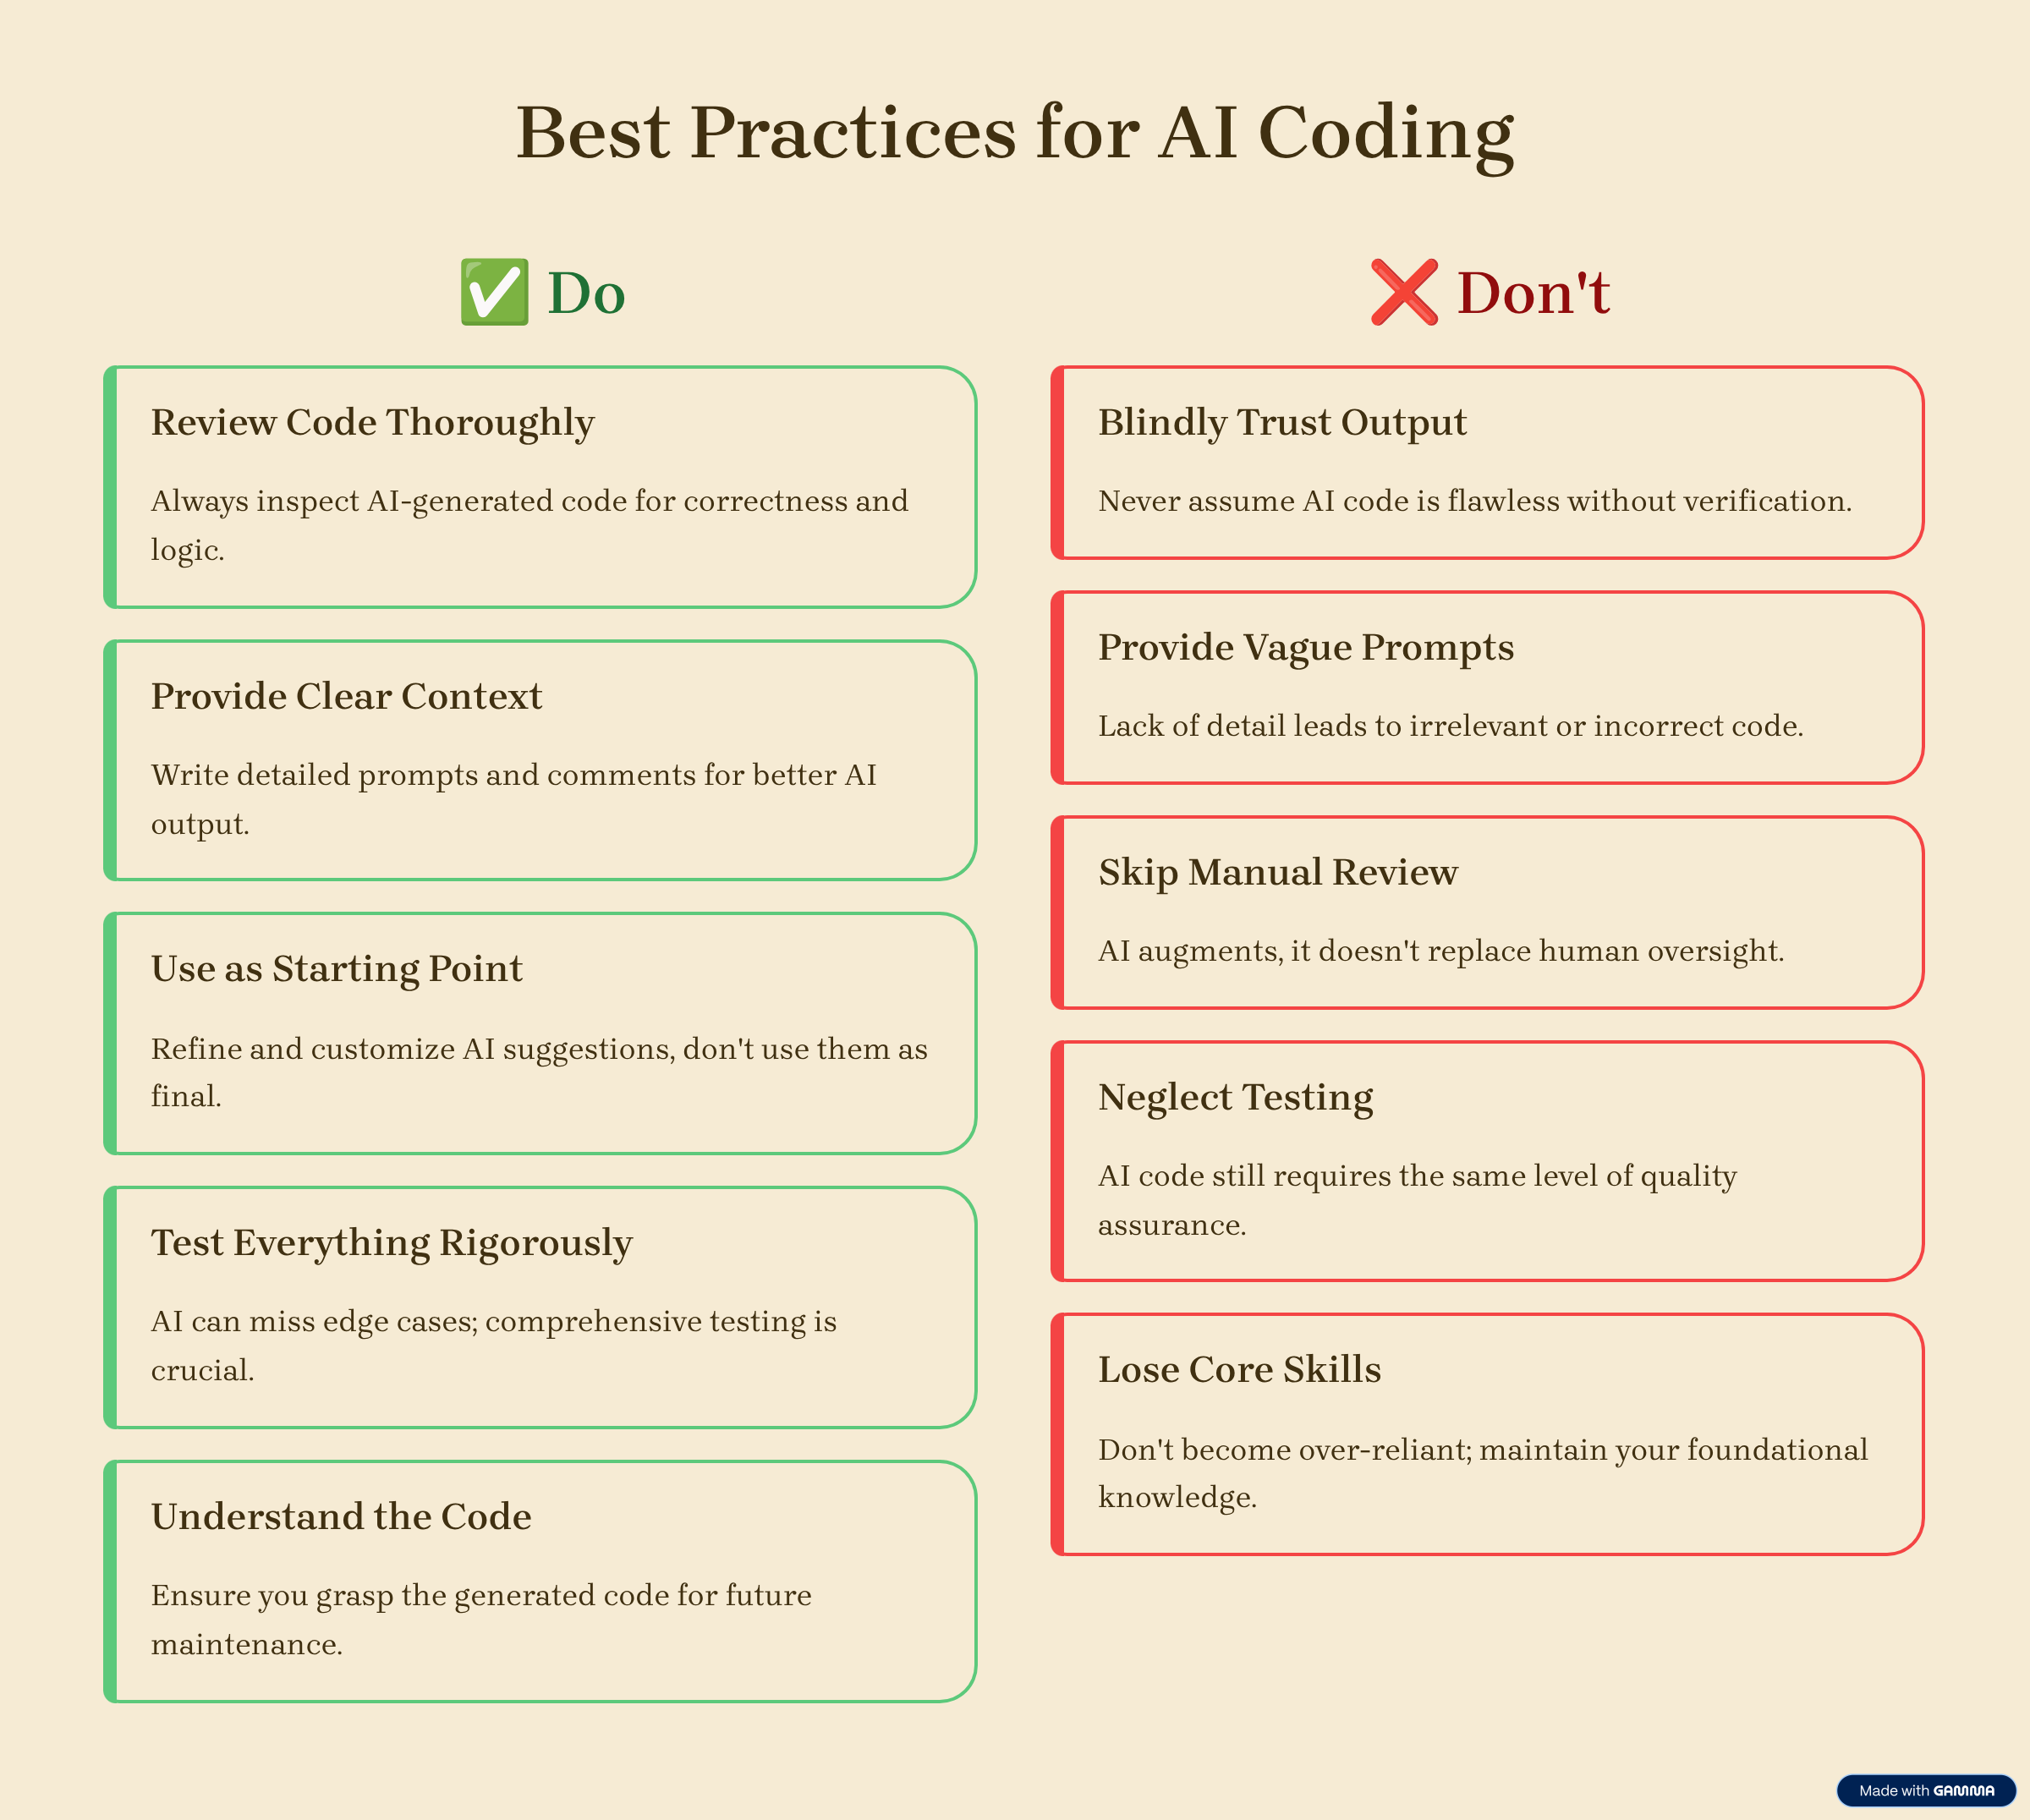 Best Practices for AI Coding
✅ Do
Review Code Thoroughly
Always inspect AI-generated code for correctness and
logic.
Provide Clear Context
Write detailed prompts and comments for better AI
output.
Use as Starting Point
Refine and customize AI suggestions, don't use them as
final.
Test Everything Rigorously
AI can miss edge cases; comprehensive testing is
crucial.
Understand the Code
Ensure you grasp the generated code for future
maintenance.
❌ Don't
Blindly Trust Output
Never assume AI code is flawless without verification.
Provide Vague Prompts
Lack of detail leads to irrelevant or incorrect code.
Skip Manual Review
AI augments, it doesn't replace human oversight.
Neglect Testing
AI code still requires the same level of quality
assurance.
Lose Core Skills
Don't become over-reliant; maintain your foundational
knowledge.
Made with GAMMA